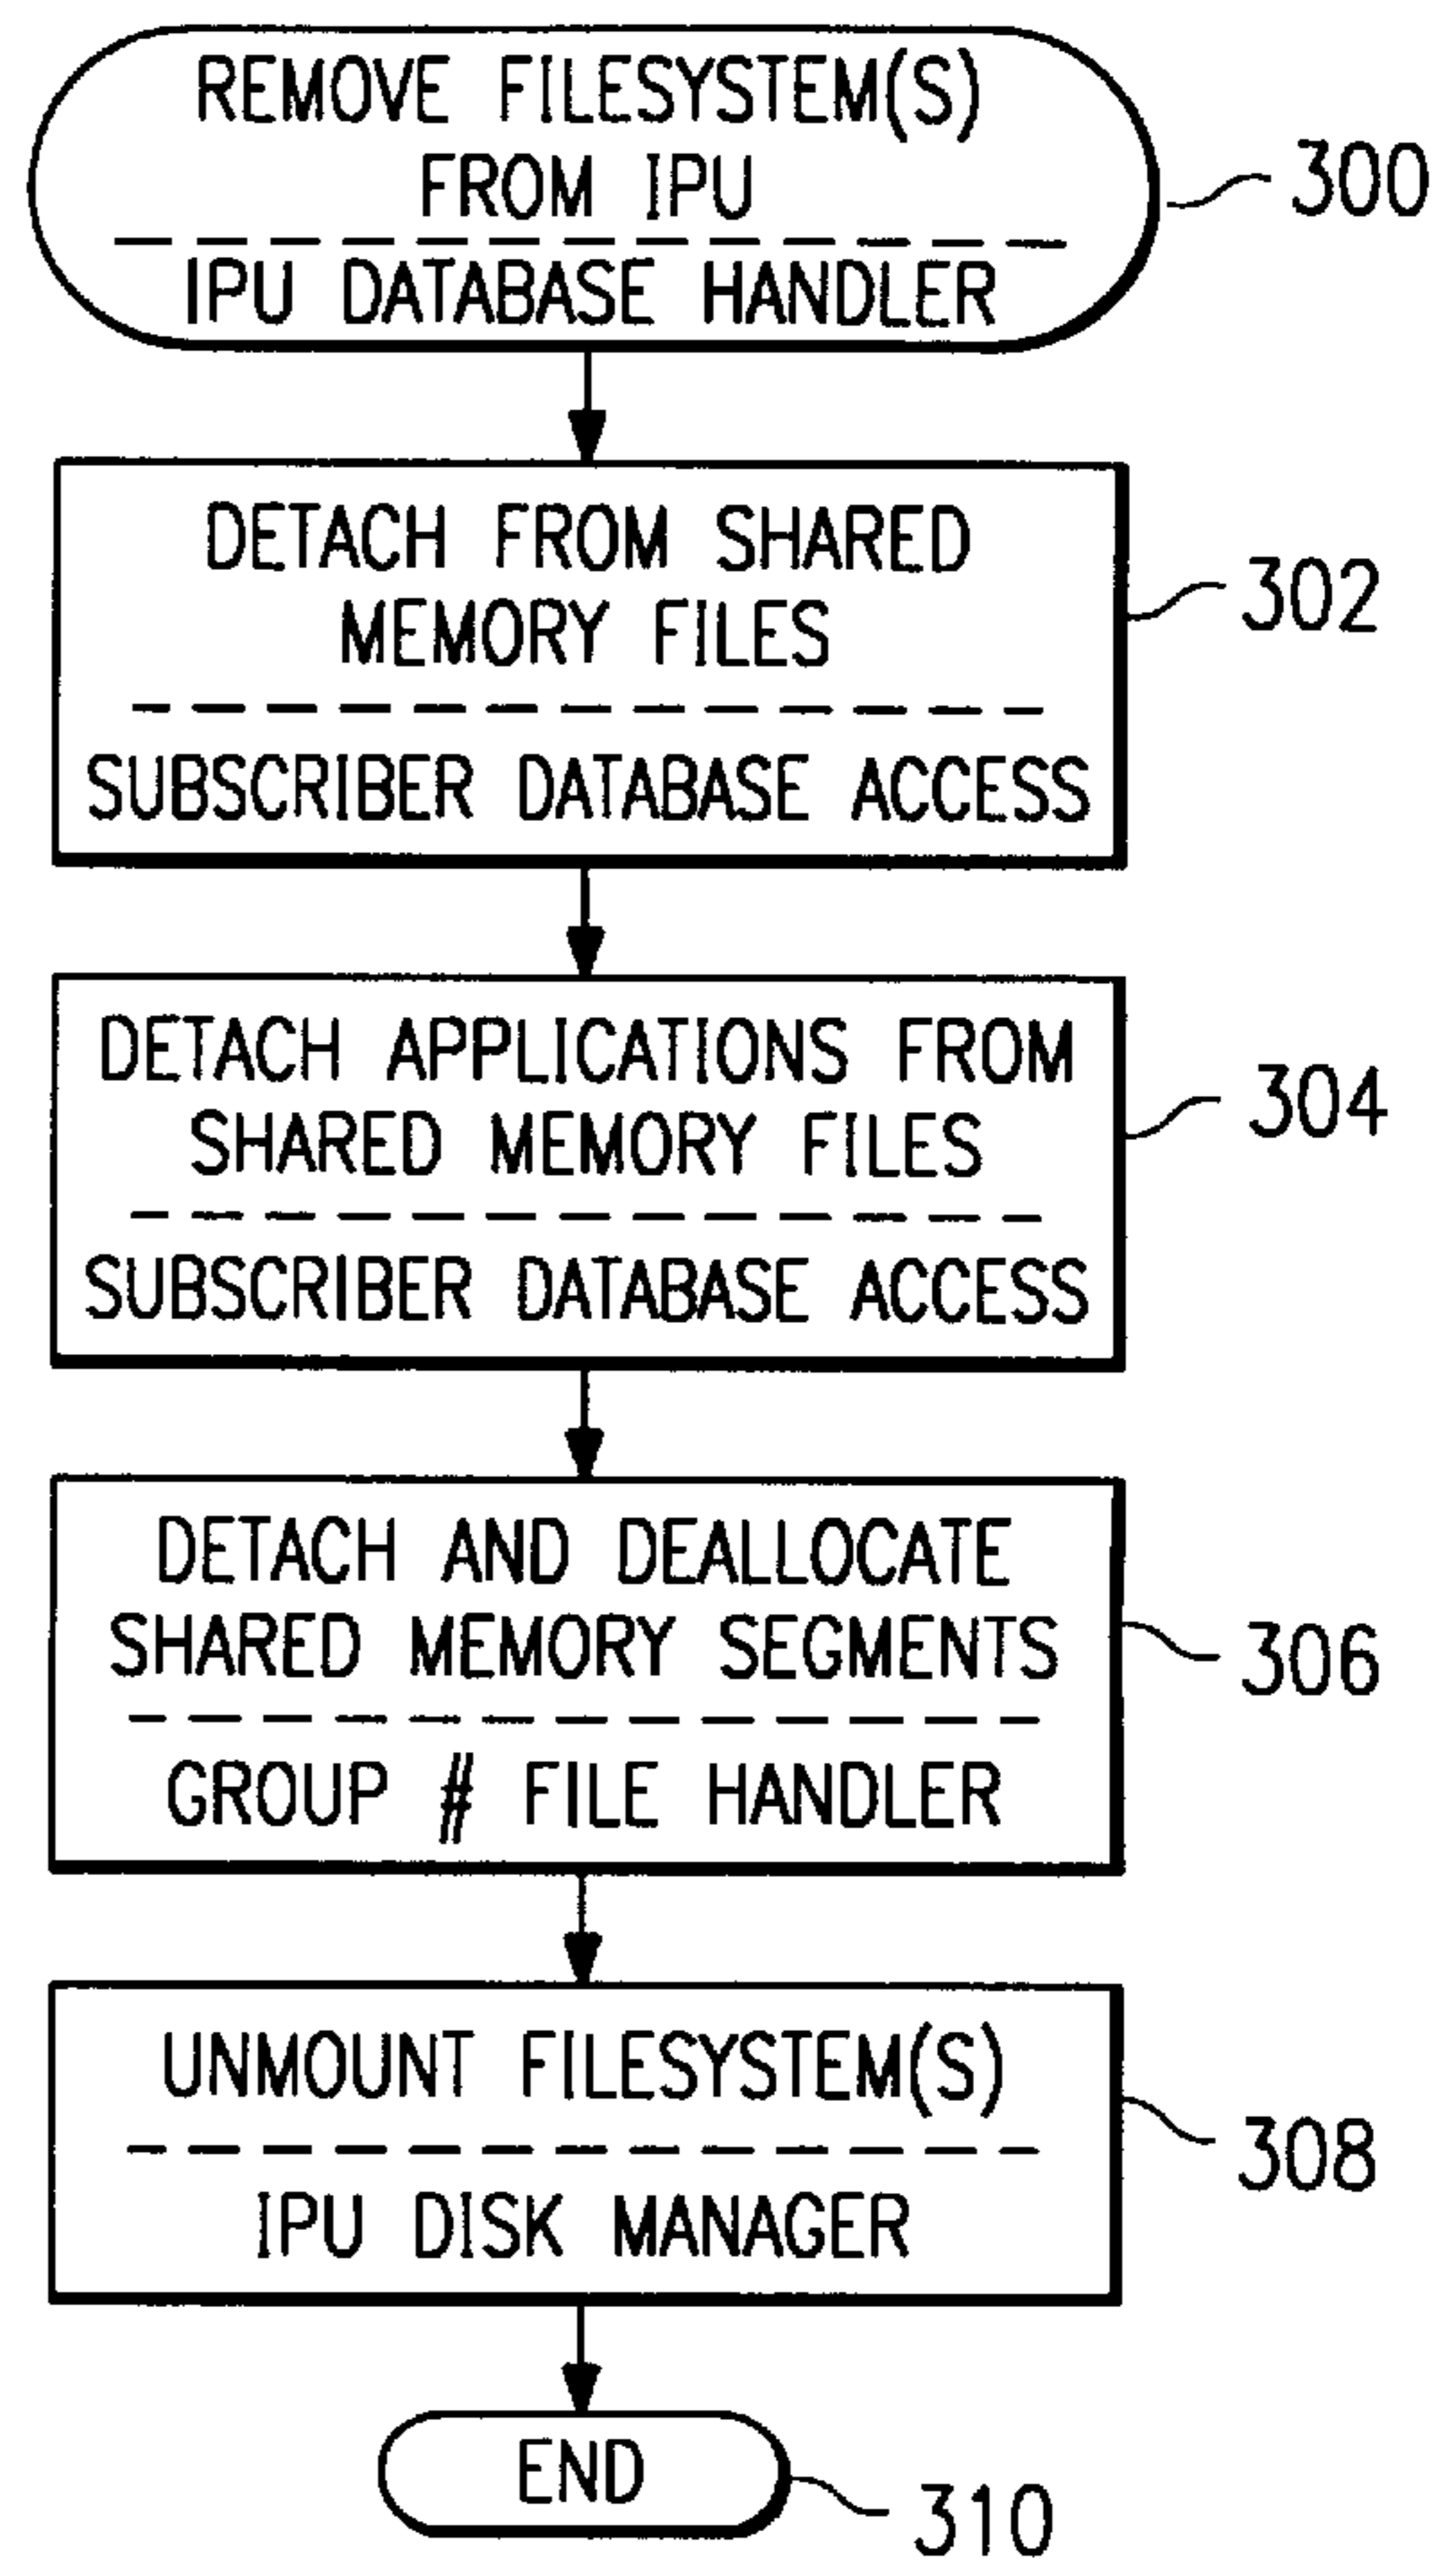 REMOVE FILESYSTEM(S)
FROM IPU
IPU DATABASE HANDLER
300
DETACH FROM SHARED
MEMORY FILES
SUBSCRIBER DATABASE ACCESS
302
DETACH APPLICATIONS FROM
SHARED MEMORY FILES
SUBSCRIBER DATABASE ACCESS
304
DETACH AND DEALLOCATE
SHARED MEMORY SEGMENTS
GROUP # FILE HANDLER
306
UNMOUNT FILESYSTEM(S)
IPU DISK MANAGER
308
END
310